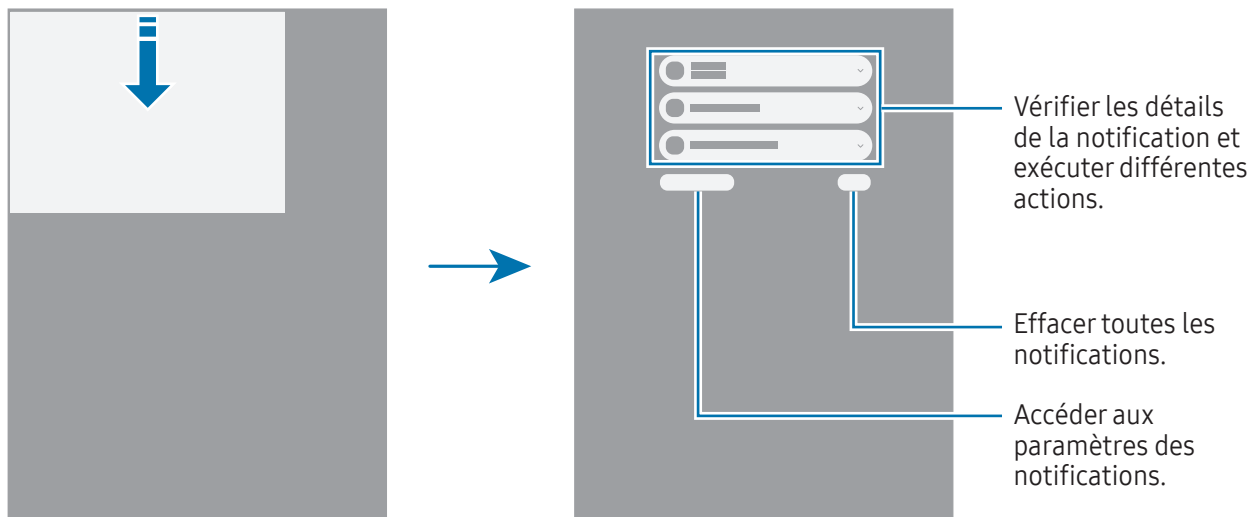 Vérifier les détails
de la notification et
exécuter différentes
actions.
Effacer toutes les
notifications.
Accéder aux
paramètres des
notifications.